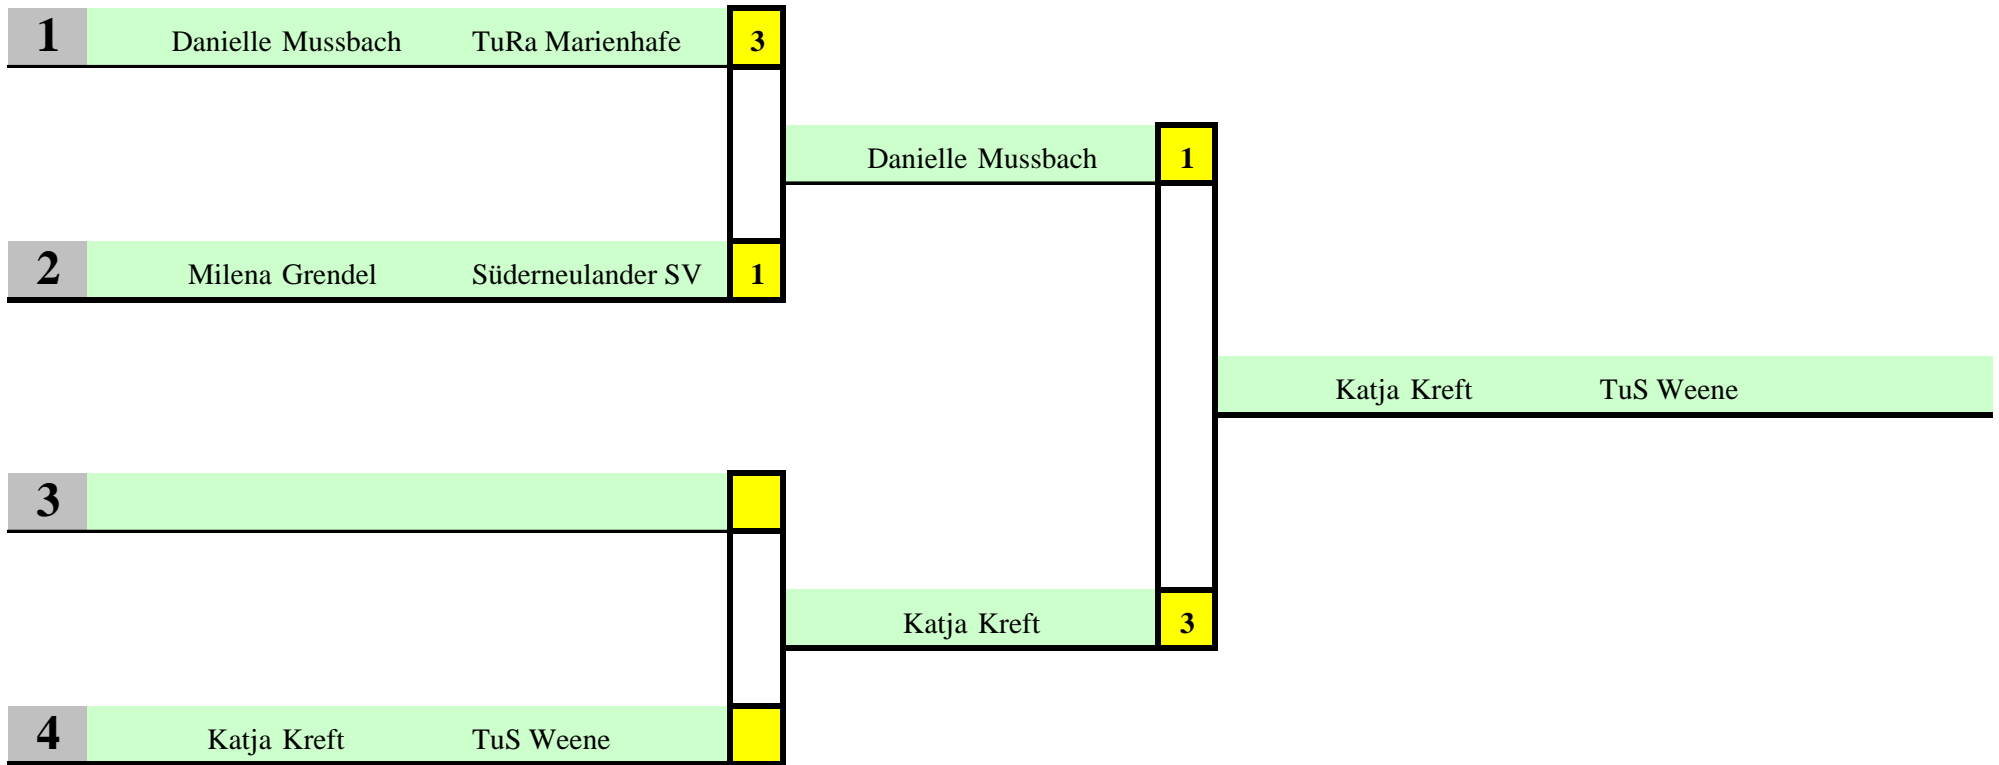 1 Danielle Mussbach TuRa Marienhafe 3
Danielle Mussbach 1
2 Milena Grendel Süderneulander SV 1
Katja Kreft TuS Weene
3
Katja Kreft 3
4 Katja Kreft TuS Weene